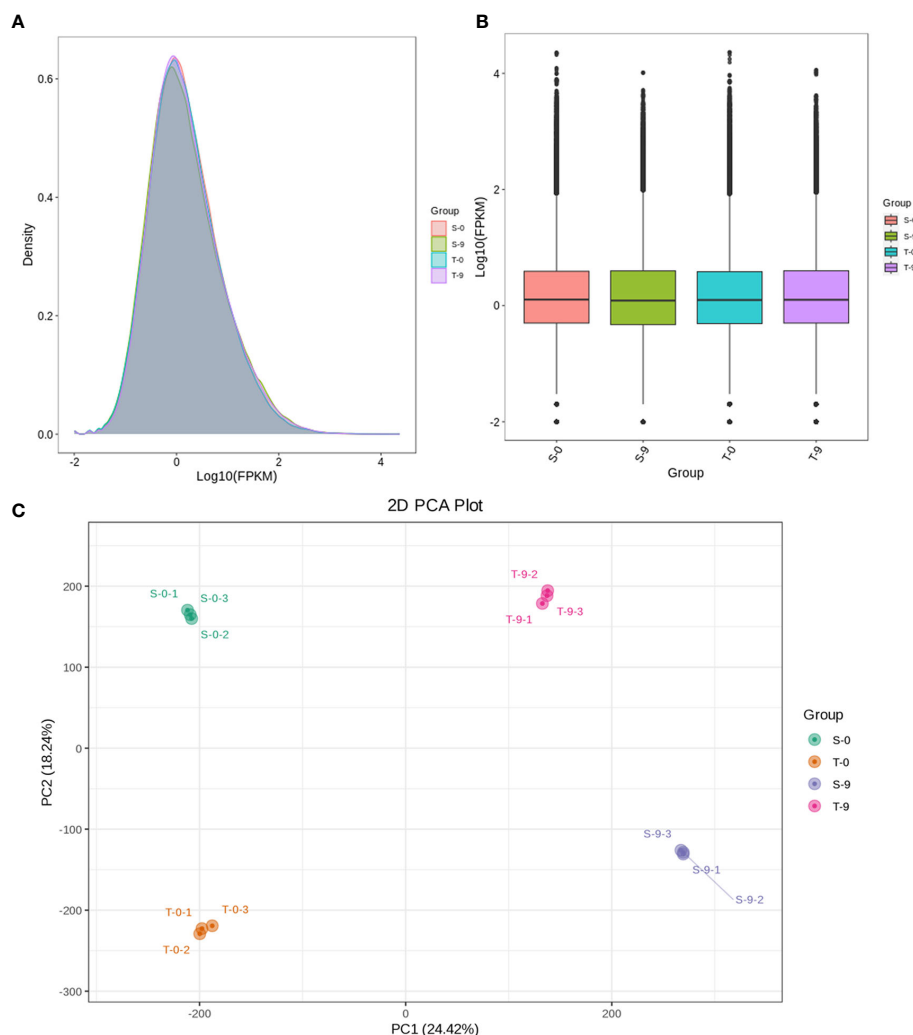 A
0.6
0.4
0.2
0.0
Density
-2
0
2
4
Log10(FPKM)
Group
S-0
S-9
T-0
T-9
B
4
2
0
-2
Log10(FPKM)
S-0
S-9
T-0
T-9
Group
Group
S-0
S-9
T-0
T-9
C
2D PCA Plot
200
100
0
-100
-200
-300
PC2 (18.24%)
S-0-1
S-0-3
S-0-2
T-9-2
T-9-1
T-9-3
S-9-3
S-9-1
S-9-2
T-0-1
T-0-3
T-0-2
-200
0
200
PC1 (24.42%)
Group
S-0
T-0
S-9
T-9